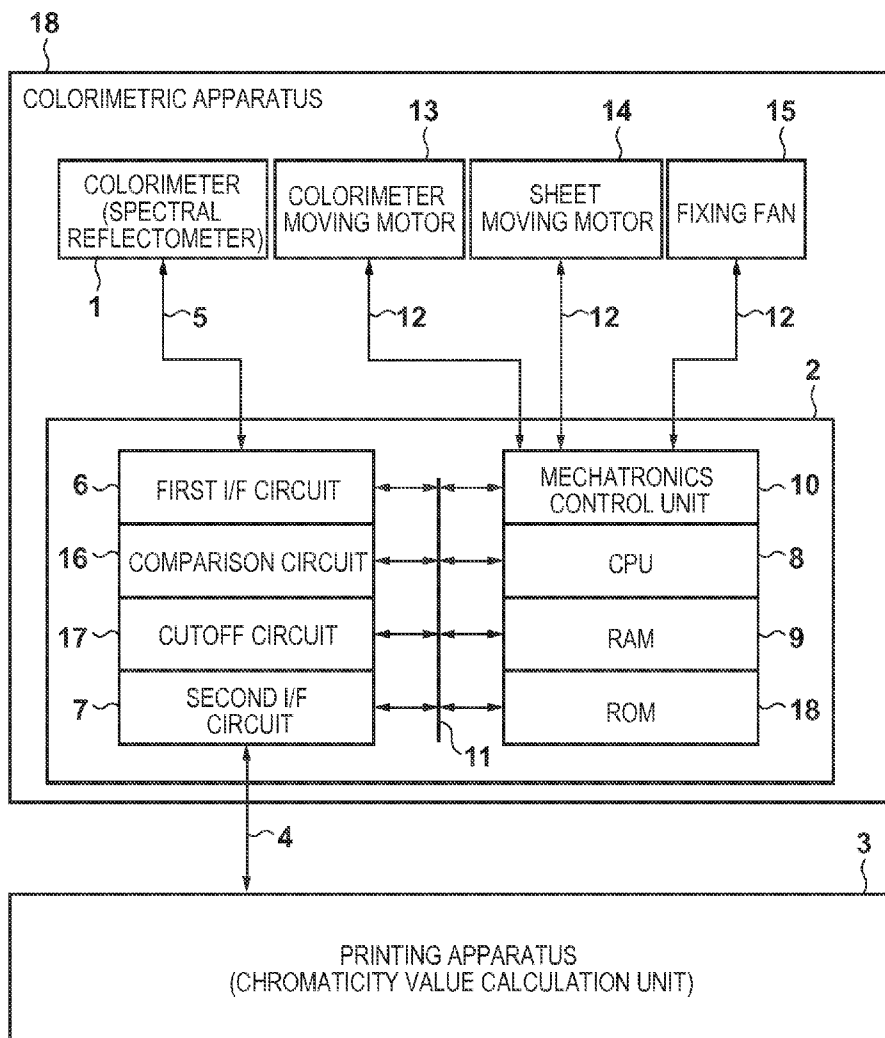 18
COLORIMETRIC APPARATUS
13
14
15
COLORIMETER
(SPECTRAL
REFLECTOMETER)
COLORIMETER
MOVING MOTOR
SHEET
MOVING MOTOR
FIXING FAN
1
5
12
12
12
2
6
FIRST I/F CIRCUIT
MECHATRONICS
CONTROL UNIT
10
16
COMPARISON CIRCUIT
CPU
8
17
CUTOFF CIRCUIT
RAM
9
7
SECOND I/F
CIRCUIT
ROM
18
11
4
3
PRINTING APPARATUS
(CHROMATICITY VALUE CALCULATION UNIT)